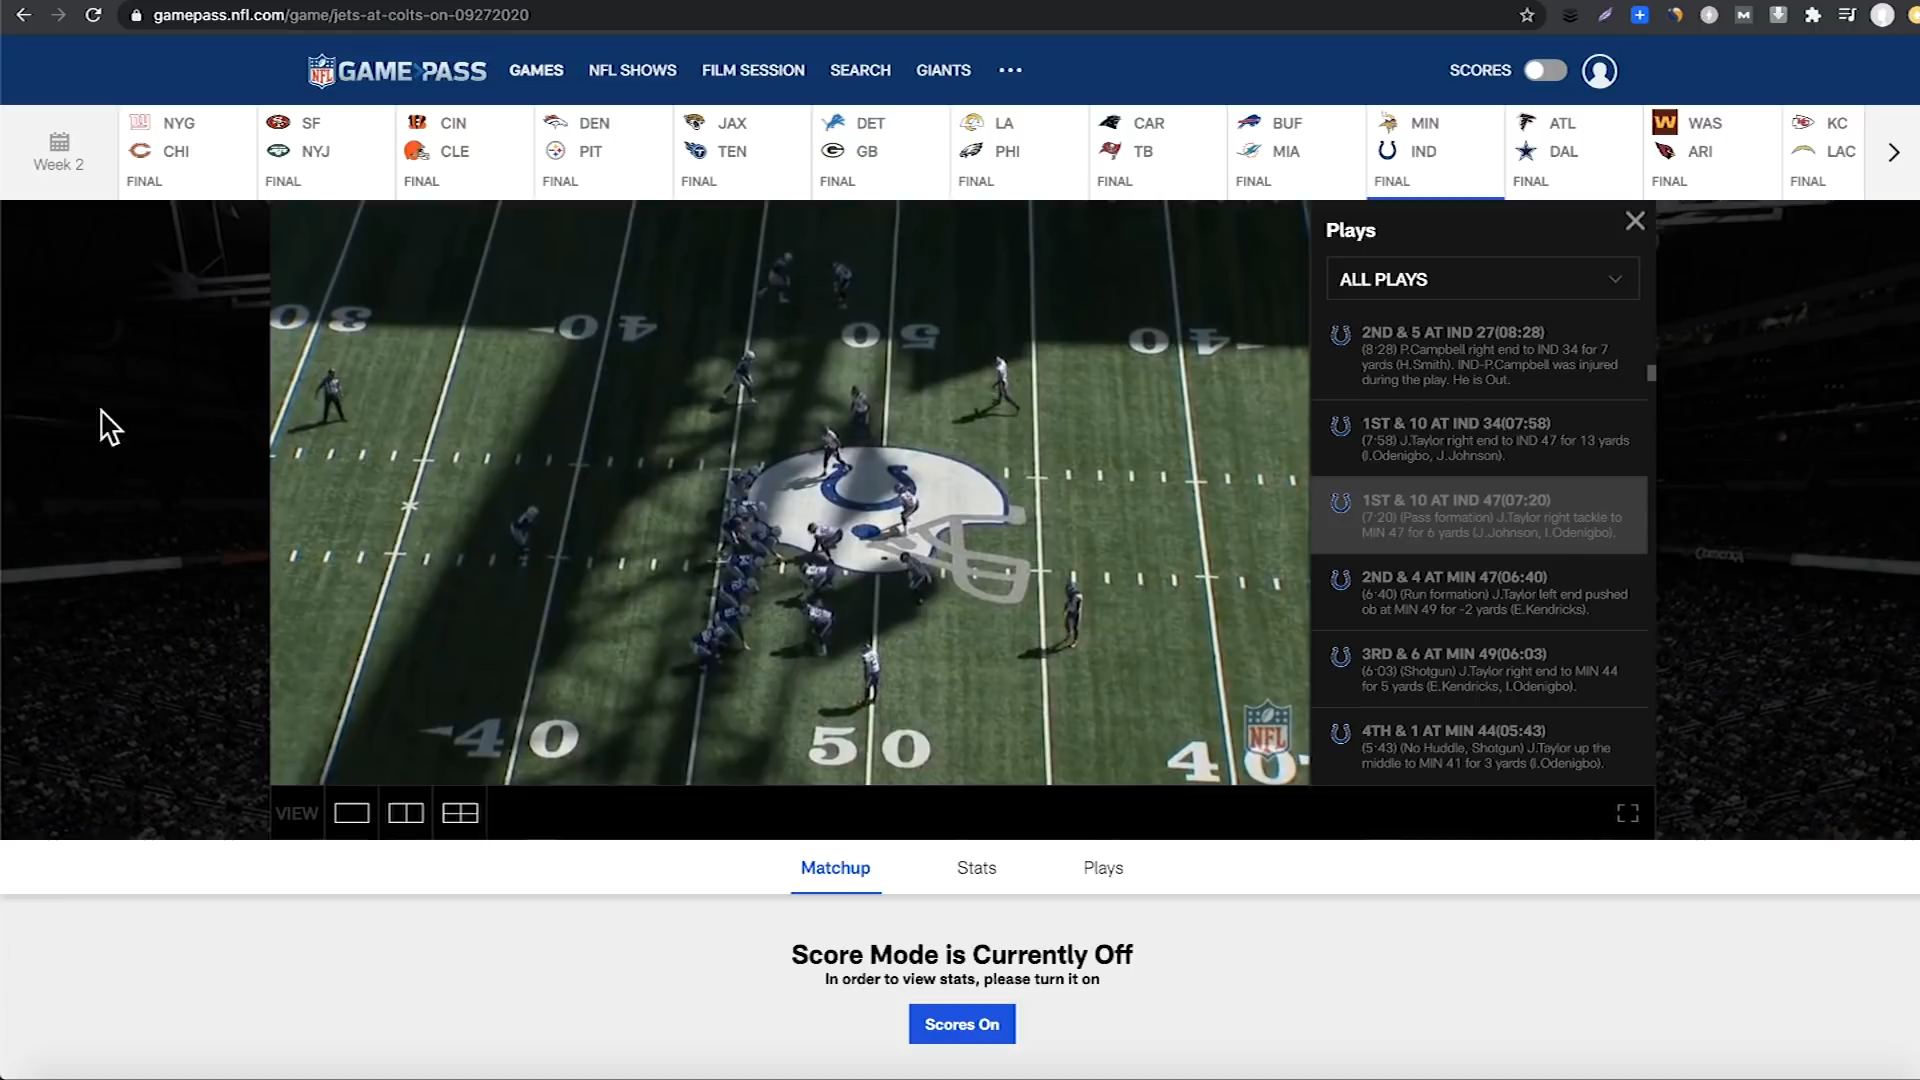 gamepass.nfl.com/game/jets-at-colts-on-09272020
NFL GAME PASS
GAMES
NFL SHOWS
FILM SESSION
SEARCH
GIANTS
SCORES
Week 2
NYG
CHI
FINAL
SF
NYJ
FINAL
CIN
CLE
FINAL
DEN
PIT
FINAL
JAX
TEN
FINAL
DET
GB
FINAL
LA
PHI
FINAL
CAR
TB
FINAL
BUF
MIA
FINAL
MIN
IND
FINAL
ATL
DAL
FINAL
WAS
ARI
FINAL
KC
LAC
FINAL
30
40
50
40
40
50
40
NFL
Plays
ALL PLAYS
2ND & 5 AT IND 27(08:28)
(8:28) P.Campbell right end to IND 34 for 7
yards (H.Smith). IND-P.Campbell was injured
during the play. He is Out.
1ST & 10 AT IND 34(07:58)
(7:58) J.Taylor right end to IND 47 for 13 yards
(I.Odenigbo, J.Johnson).
1ST & 10 AT IND 47(07:20)
(7:20) (Pass formation) J.Taylor right tackle to
MIN 47 for 6 yards (J.Johnson, I.Odenigbo).
2ND & 4 AT MIN 47(06:40)
(6:40) (Run formation) J.Taylor left end pushed
ob at MIN 49 for -2 yards (E.Kendricks).
3RD & 6 AT MIN 49(06:03)
(6:03) (Shotgun) J.Taylor right end to MIN 44
for 5 yards (E.Kendricks, I.Odenigbo).
4TH & 1 AT MIN 44(05:43)
(5:43) (No Huddle, Shotgun) J.Taylor up the
middle to MIN 41 for 3 yards (I.Odenigbo).
VIEW
Matchup
Stats
Plays
Score Mode is Currently Off
In order to view stats, please turn it on
Scores On